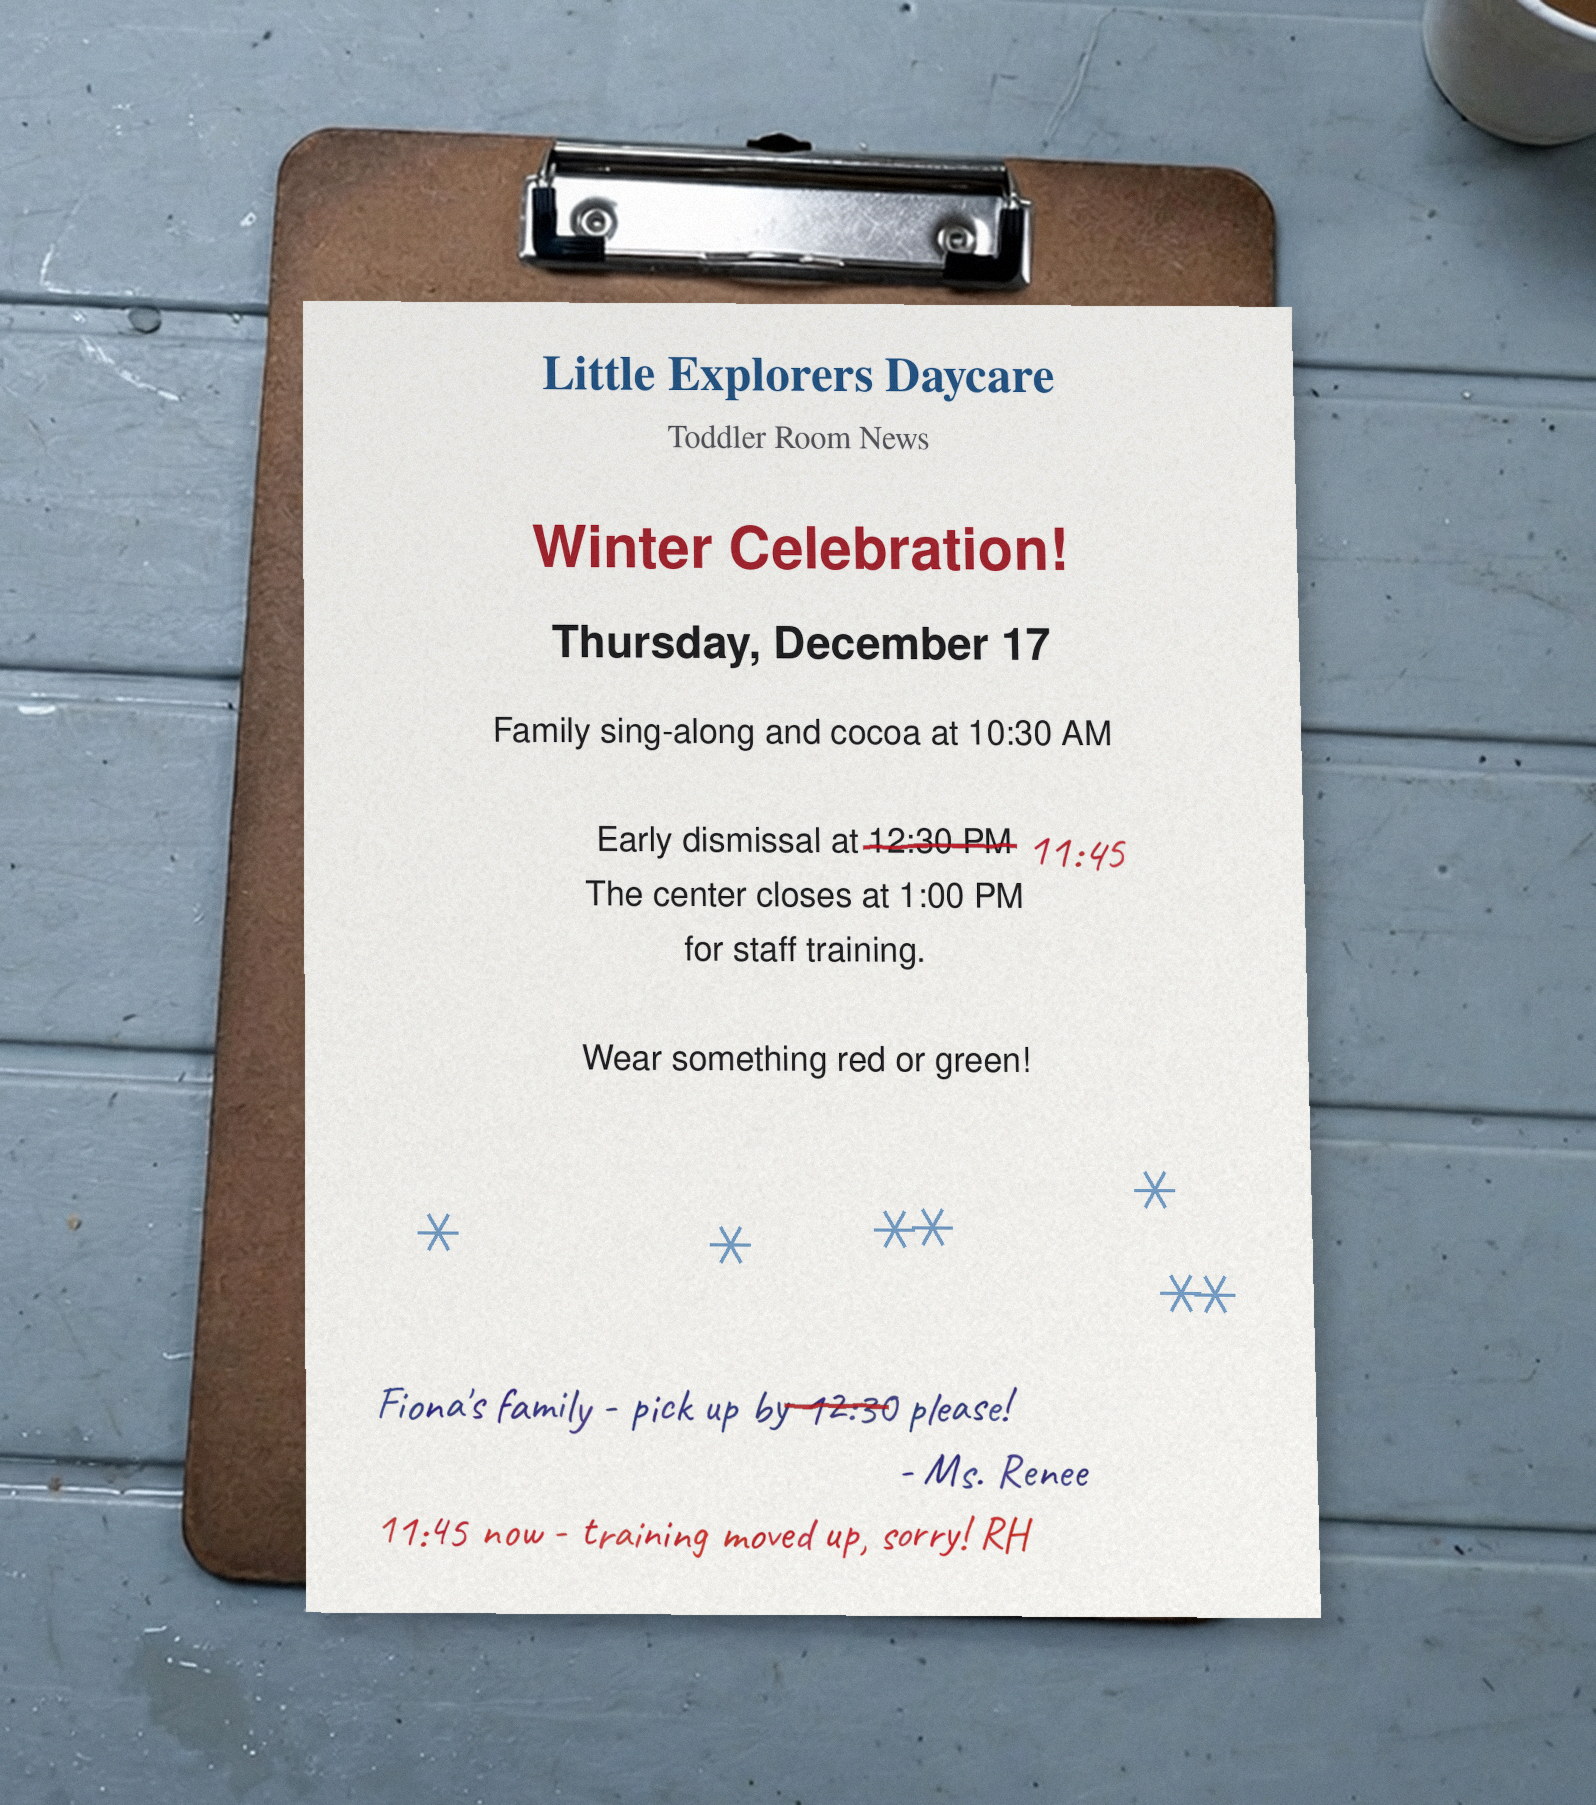 Little Explorers Daycare
Toddler Room News
Winter Celebration!
Thursday, December 17
Family sing-along and cocoa at 10:30 AM
Early dismissal at 12:30 PM 11:45
The center closes at 1:00 PM
for staff training.
Wear something red or green!
Fiona's family - pick up by 12:30 please!
- Ms. Renee
11:45 now - training moved up, sorry! RH